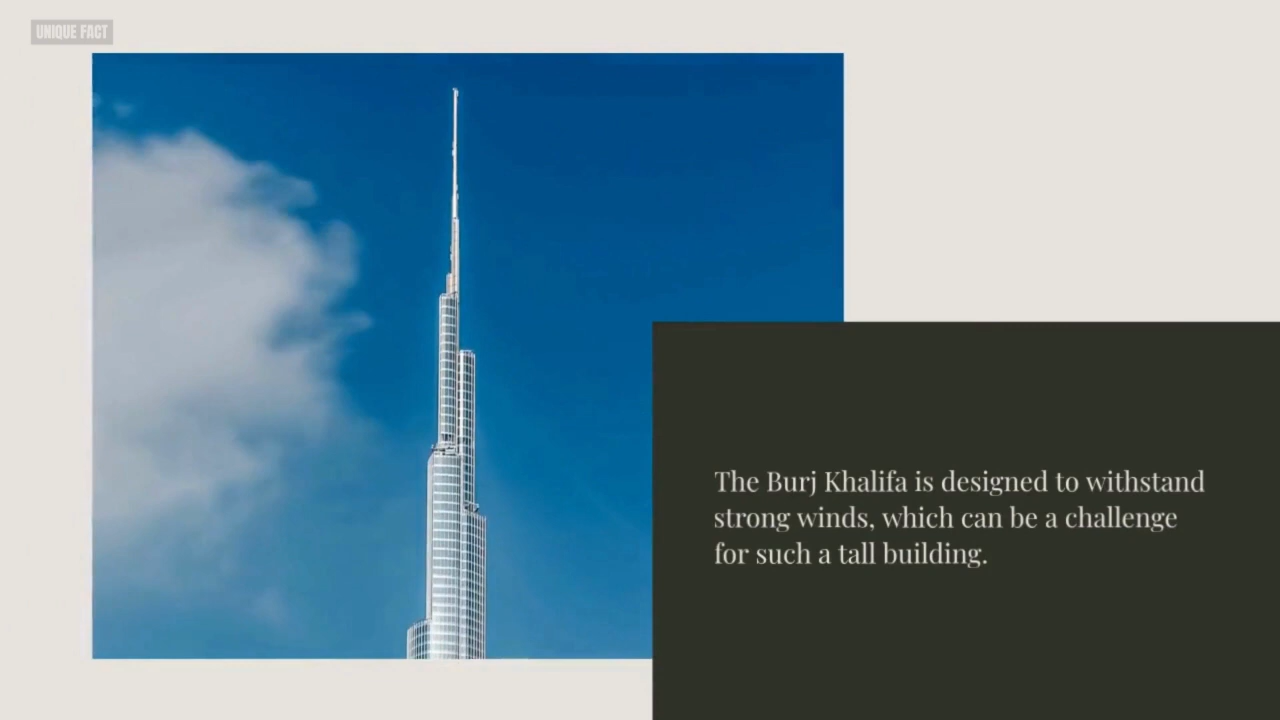 UNIQUE FACT
The Burj Khalifa is designed to withstand
strong winds, which can be a challenge
for such a tall building.